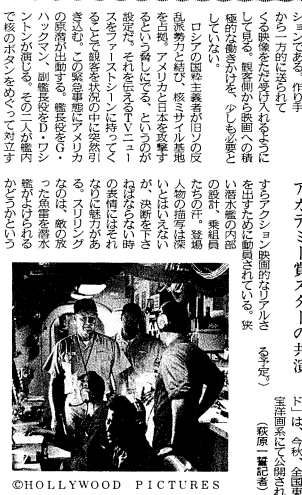 ショである。作り手
から一方的に送られて
くる映像をただ受け入れるように
して見る。観客側から映画への積
極的な働きかけを、少しも必要と
していない。
ロシアの国粋主義者が旧ソの反
乱派勢力と結び、核ミサイル基地
を占拠。アメリカと日本を攻撃す
るという脅しにでる、というのが
設定だ。それを伝えるTVニュー
スをファーストシーンに持ってく
ることで観客を状況の中に突然引
き込む。この緊急事態にアメリカ
の原潜が出動する。艦長役をG・
ハックマン、副艦長役をD・ワシ
ントンが演じる。その二人が艦内
で核のボタンをめぐって対立す
アカデミー賞スターの共演
すらアクション映画的なリアルさ
を出すために動員されている。狭
い潜水艦の内部
の設計、乗組員
たちの汗。登場
人物の描写は深
いとはいえない
が、決断を下さ
ねばならない時
の表情にはそれ
なりに魅力があ
る。スリリング
なのは、敵の放
った魚雷を潜水
艦がよけられる
かどうかという
ド」は、今秋、全国東
宝洋画系にて公開され
る予定。）
（萩原一誓記者）
©HOLLYWOOD PICTURES